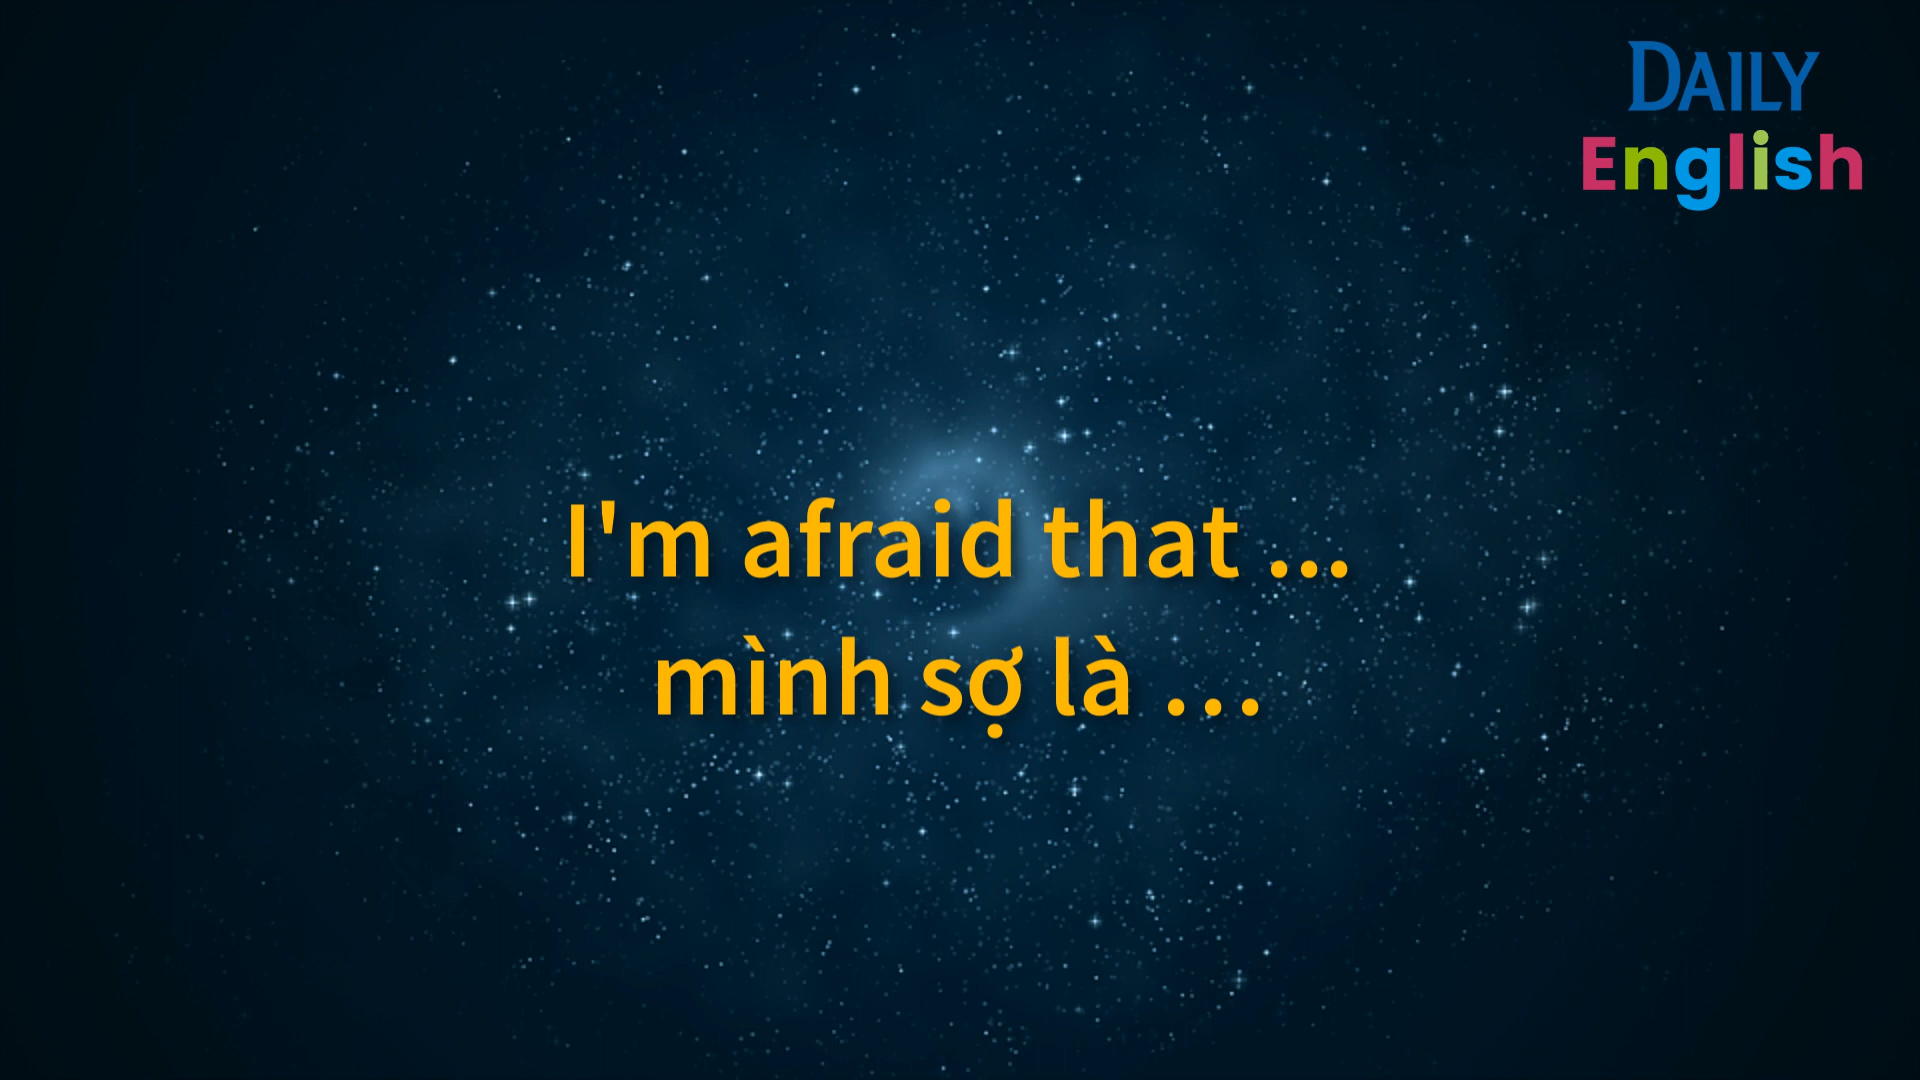 DAILY
English
I'm afraid that ...
mình sợ là ...